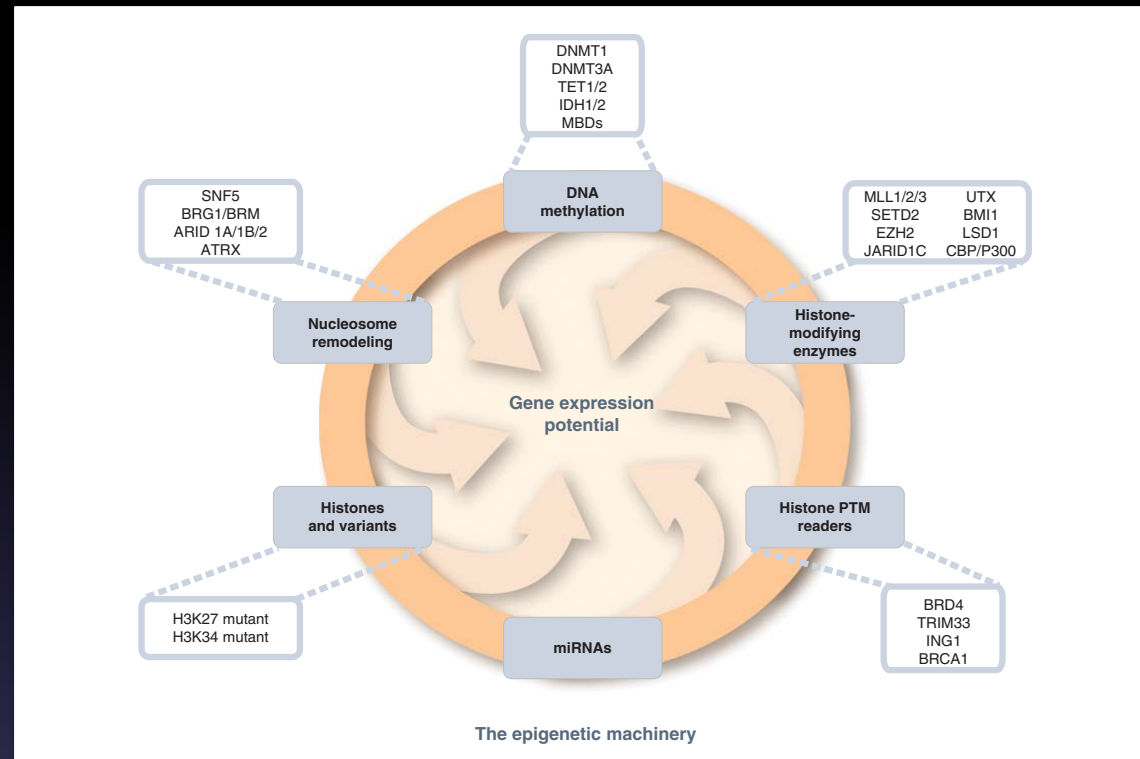 DNMT1
DNMT3A
TET1/2
IDH1/2
MBDs
DNA
methylation
SNF5
BRG1/BRM
ARID 1A/1B/2
ATRX
MLL1/2/3 UTX
SETD2 BMI1
EZH2 LSD1
JARID1C CBP/P300
Nucleosome
remodeling
Histone-
modifying
enzymes
Gene expression
potential
Histones
and variants
Histone PTM
readers
H3K27 mutant
H3K34 mutant
BRD4
TRIM33
ING1
BRCA1
miRNAs
The epigenetic machinery